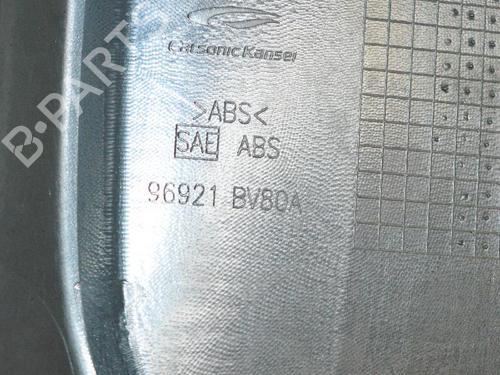 CalsonicKansei
>ABS<
SAE ABS
96921 BV80A
B-PARTS